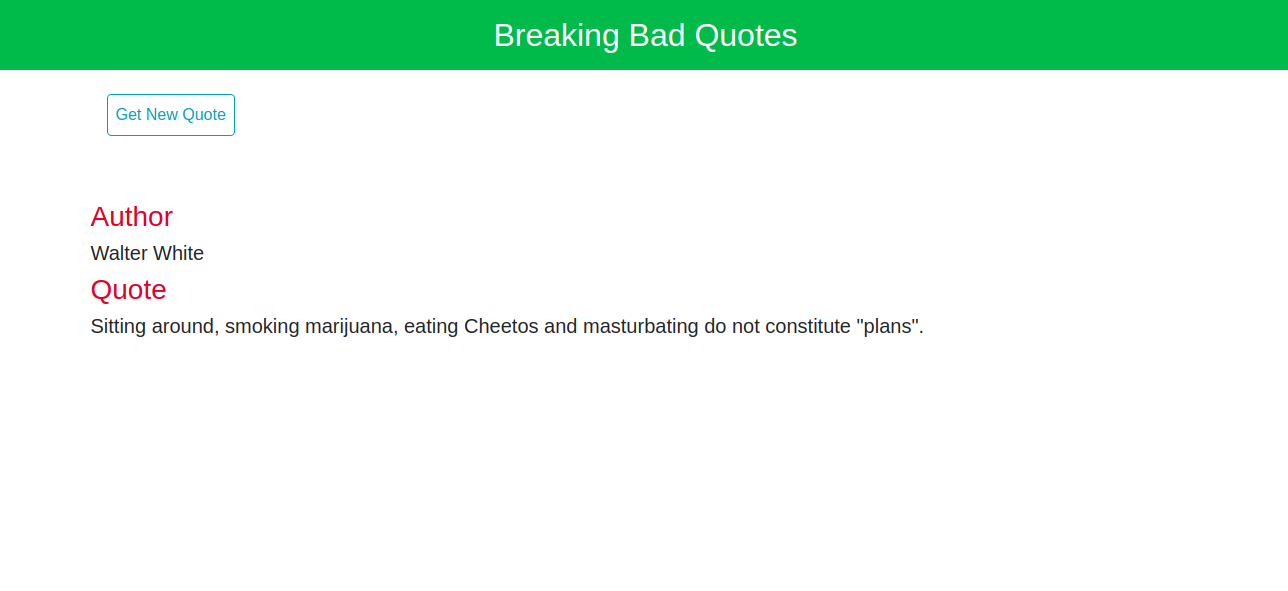 Breaking Bad Quotes
Get New Quote
Author
Walter White
Quote
Sitting around, smoking marijuana, eating Cheetos and masturbating do not constitute "plans".